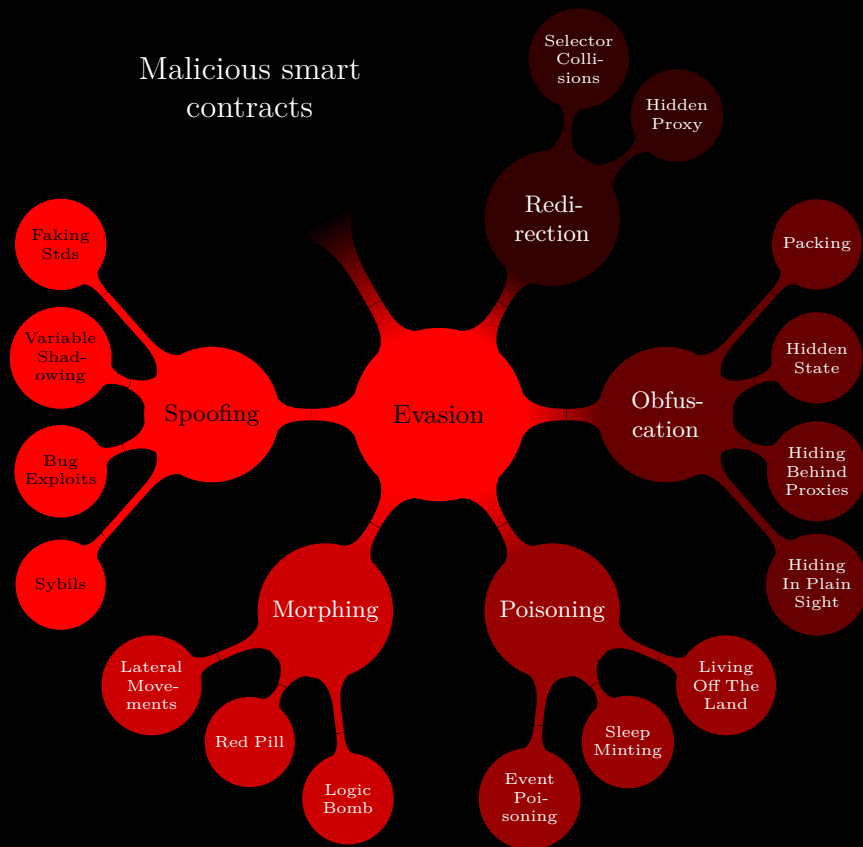 Malicious smart
contracts
Selector
Colli-
sions
Hidden
Proxy
Redi-
rection
Packing
Hidden
State
Hiding
Behind
Proxies
Hiding
In Plain
Sight
Obfus-
cation
Evasion
Faking
Stds
Variable
Shad-
owing
Bug
Exploits
Sybils
Spoofing
Morphing
Lateral
Move-
ments
Red Pill
Logic
Bomb
Poisoning
Living
Off The
Land
Sleep
Minting
Event
Poi-
soning